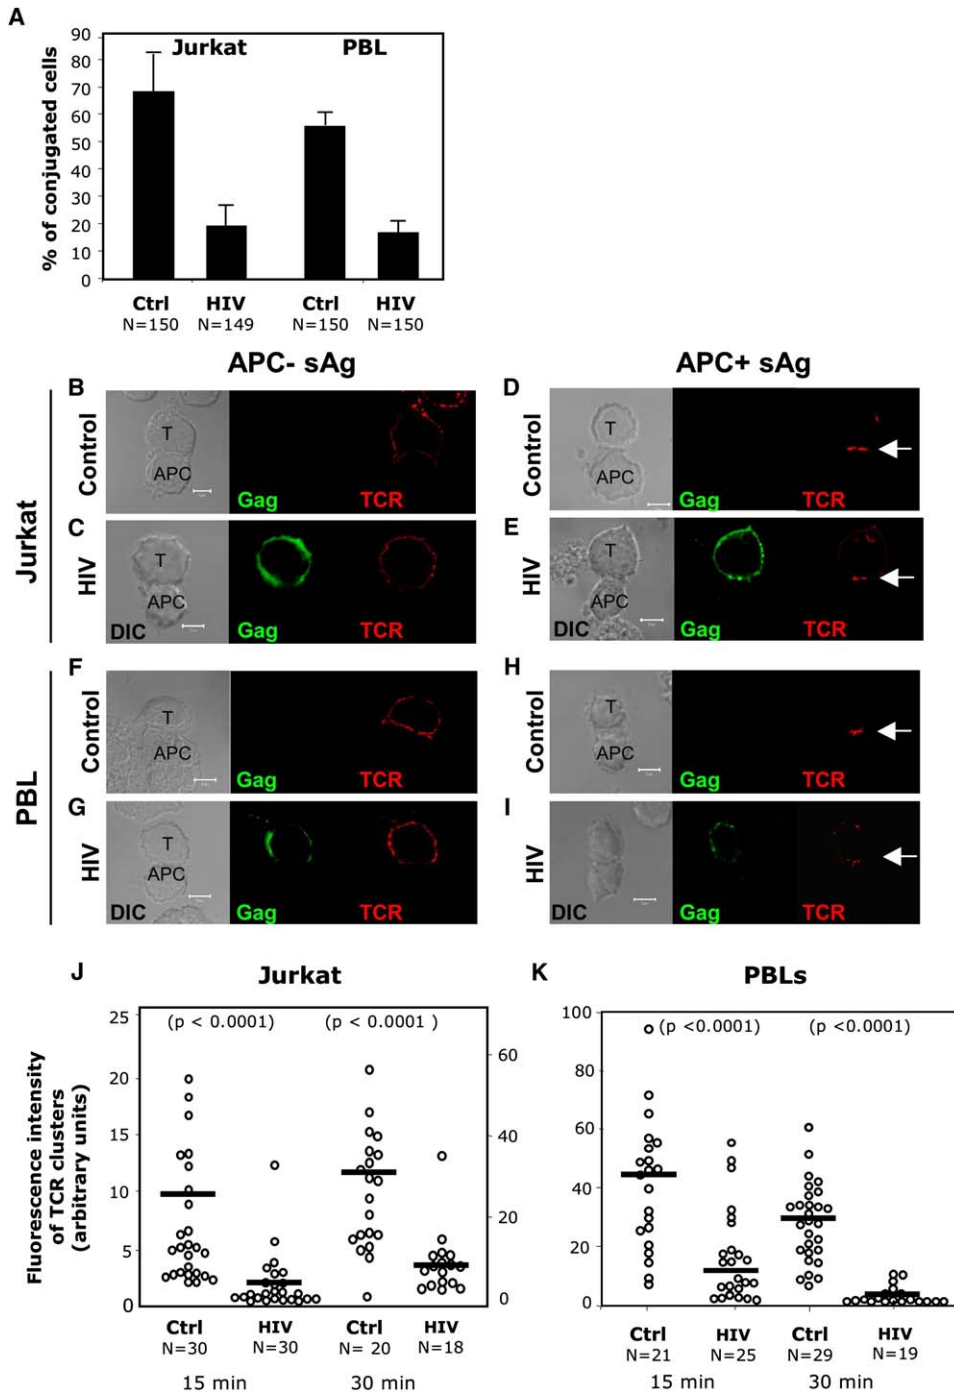 A
Jurkat PBL
% of conjugated cells
90
80
70
60
50
40
30
20
10
0
Ctrl HIV Ctrl HIV
N=150 N=149 N=150 N=150
APC- sAg APC+ sAg
Jurkat
B
Control
T
APC
Gag TCR
D
Control
T
APC
Gag TCR
C
HIV
T
APC
DIC Gag TCR
E
HIV
T
APC
DIC Gag TCR
PBL
F
Control
T
APC
Gag TCR
H
Control
T
APC
Gag TCR
G
HIV
T
APC
DIC Gag TCR
I
HIV
DIC Gag TCR
J Jurkat
Fluorescence intensity
of TCR clusters
(arbitrary units)
(p < 0.0001) (p < 0.0001 )
25
20
15
10
5
0
60
40
20
0
Ctrl HIV Ctrl HIV
N=30 N=30 N= 20 N=18
15 min 30 min
K PBLs
(p <0.0001) (p <0.0001)
100
80
60
40
20
0
Ctrl HIV Ctrl HIV
N=21 N=25 N=29 N=19
15 min 30 min